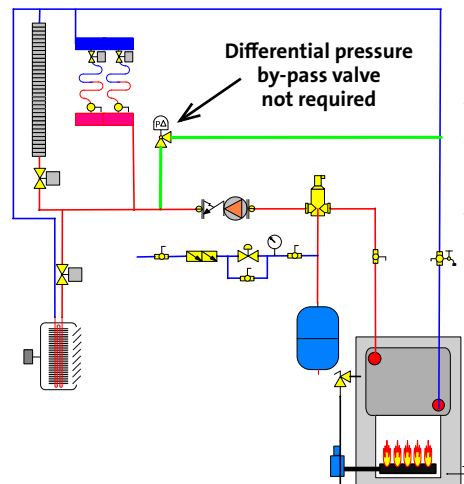 Differential pressure
by-pass valve
not required
PΔ